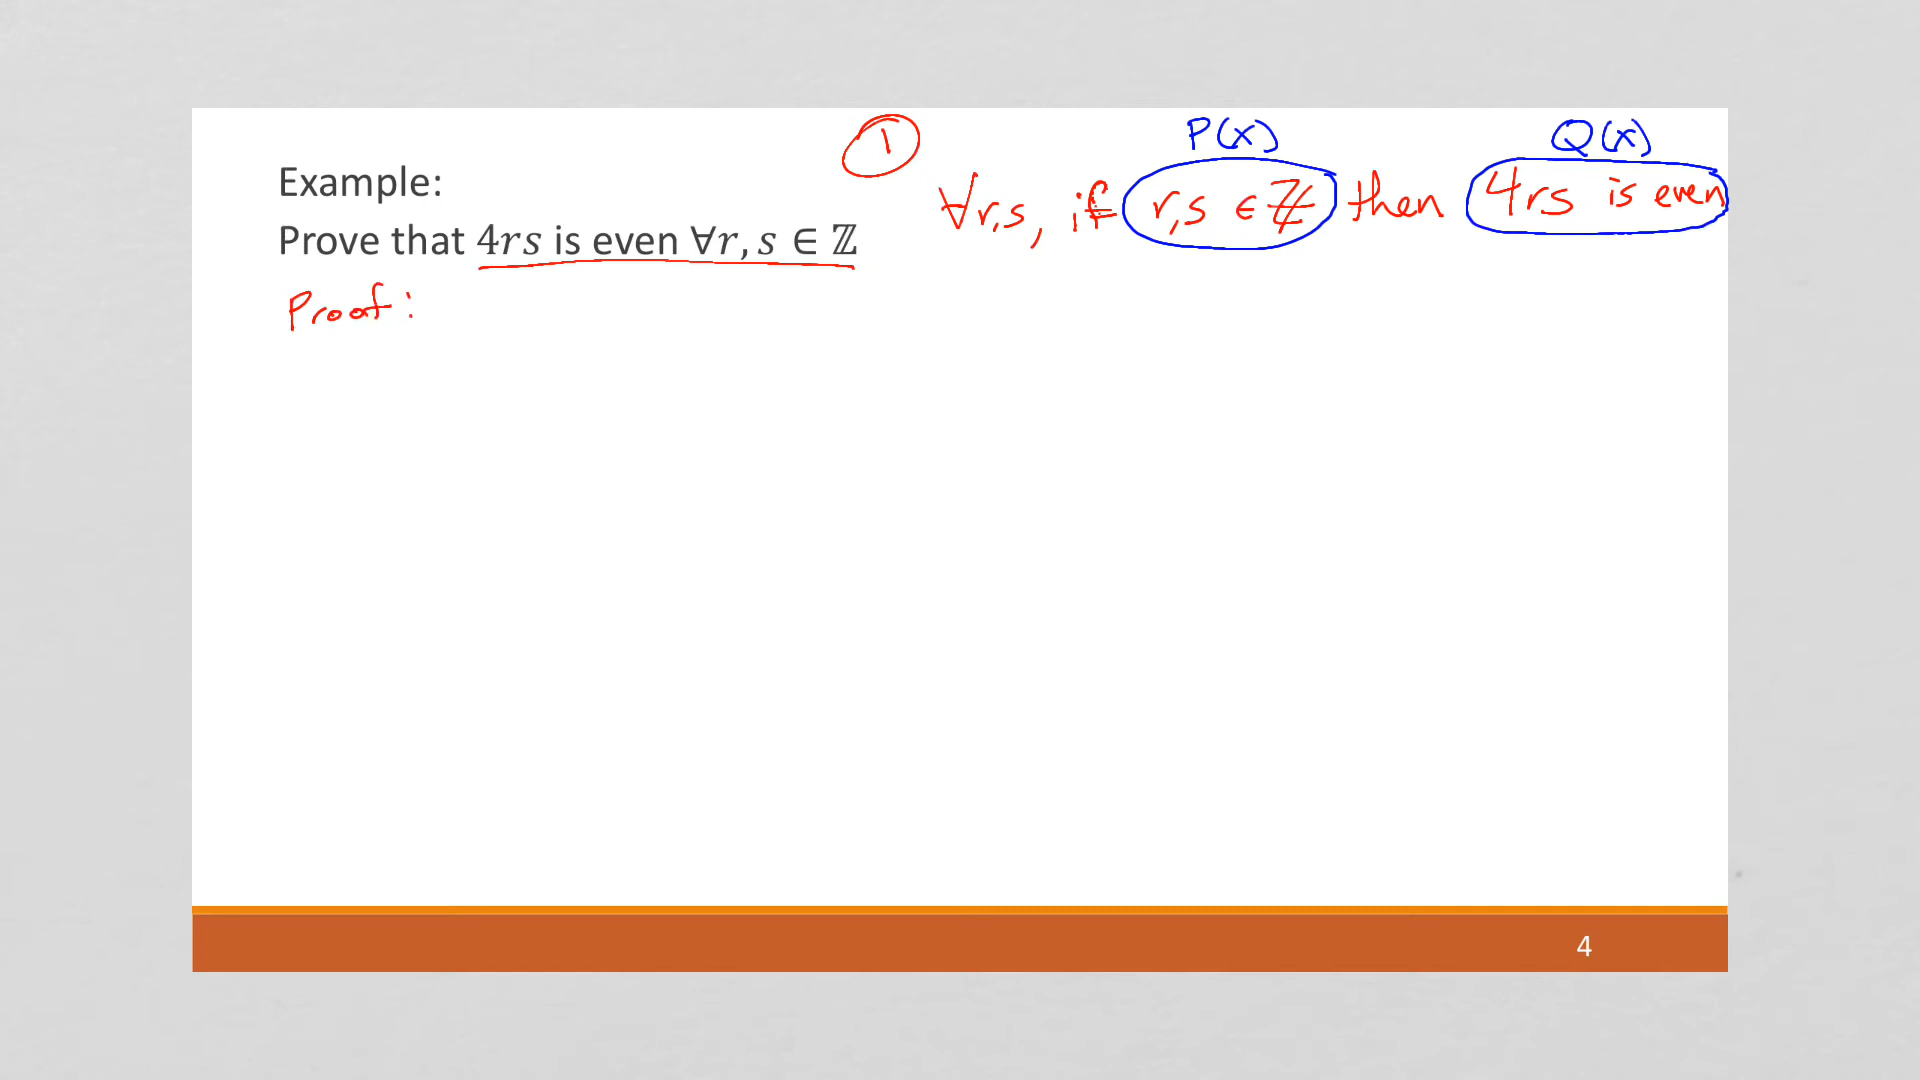 Example:
Prove that 4rs is even ∀r, s ∈ ℤ
Proof:
1
P(x)
Q(x)
∀r,s, if r,s ∈ ℤ then 4rs is even
4